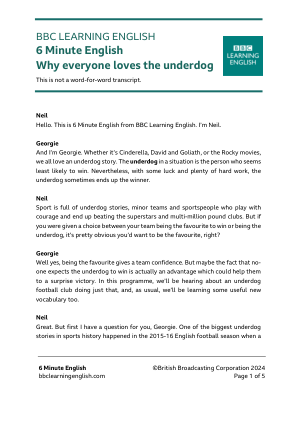 BBC LEARNING ENGLISH
6 Minute English
Why everyone loves the underdog
This is not a word-for-word transcript.
BBC
LEARNING
ENGLISH
Neil
Hello. This is 6 Minute English from BBC Learning English. I'm Neil.
Georgie
And I'm Georgie. Whether it's Cinderella, David and Goliath, or the Rocky movies,
we all love an underdog story. The underdog in a situation is the person who seems
least likely to win. Nevertheless, with some luck and plenty of hard work, the
underdog sometimes ends up the winner.
Neil
Sport is full of underdog stories, minor teams and sportspeople who play with
courage and end up beating the superstars and multi-million pound clubs. But if
you were given a choice between your team being the favourite to win or being the
underdog, it's pretty obvious you'd want to be the favourite, right?
Georgie
Well yes, being the favourite gives a team confidence. But maybe the fact that no-
one expects the underdog to win is actually an advantage which could help them
to a surprise victory. In this programme, we'll be hearing about an underdog
football club doing just that, and, as usual, we'll be learning some useful new
vocabulary too.
Neil
Great. But first I have a question for you, Georgie. One of the biggest underdog
stories in sports history happened in the 2015-16 English football season when a
6 Minute English
bbclearningenglish.com
©British Broadcasting Corporation 2024
Page 1 of 5